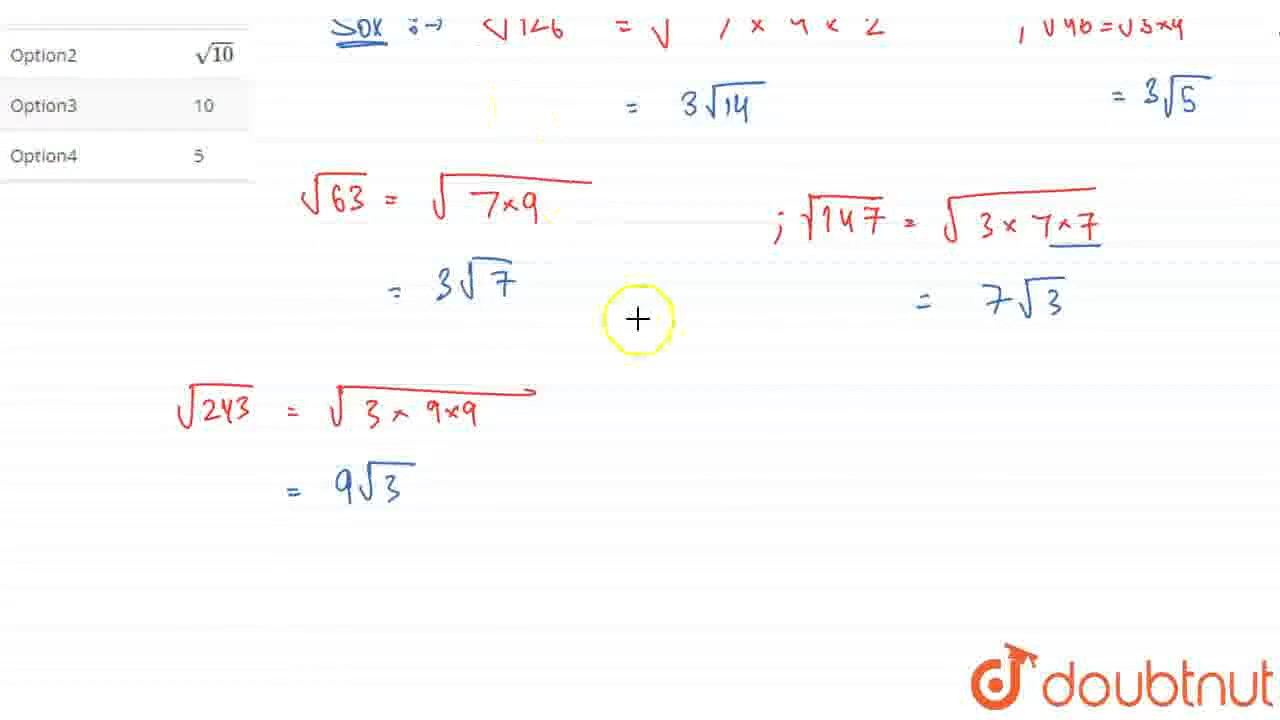 Soln :→ √126 = √7 × 9 × 2 ; √45 = √5×9
Option2 √10
= 3√14 = 3√5
Option3 10
Option4 5
√63 = √7×9 ; √147 = √3×7×7
= 3√7 = 7√3
√243 = √3×9×9
= 9√3
doubtnut